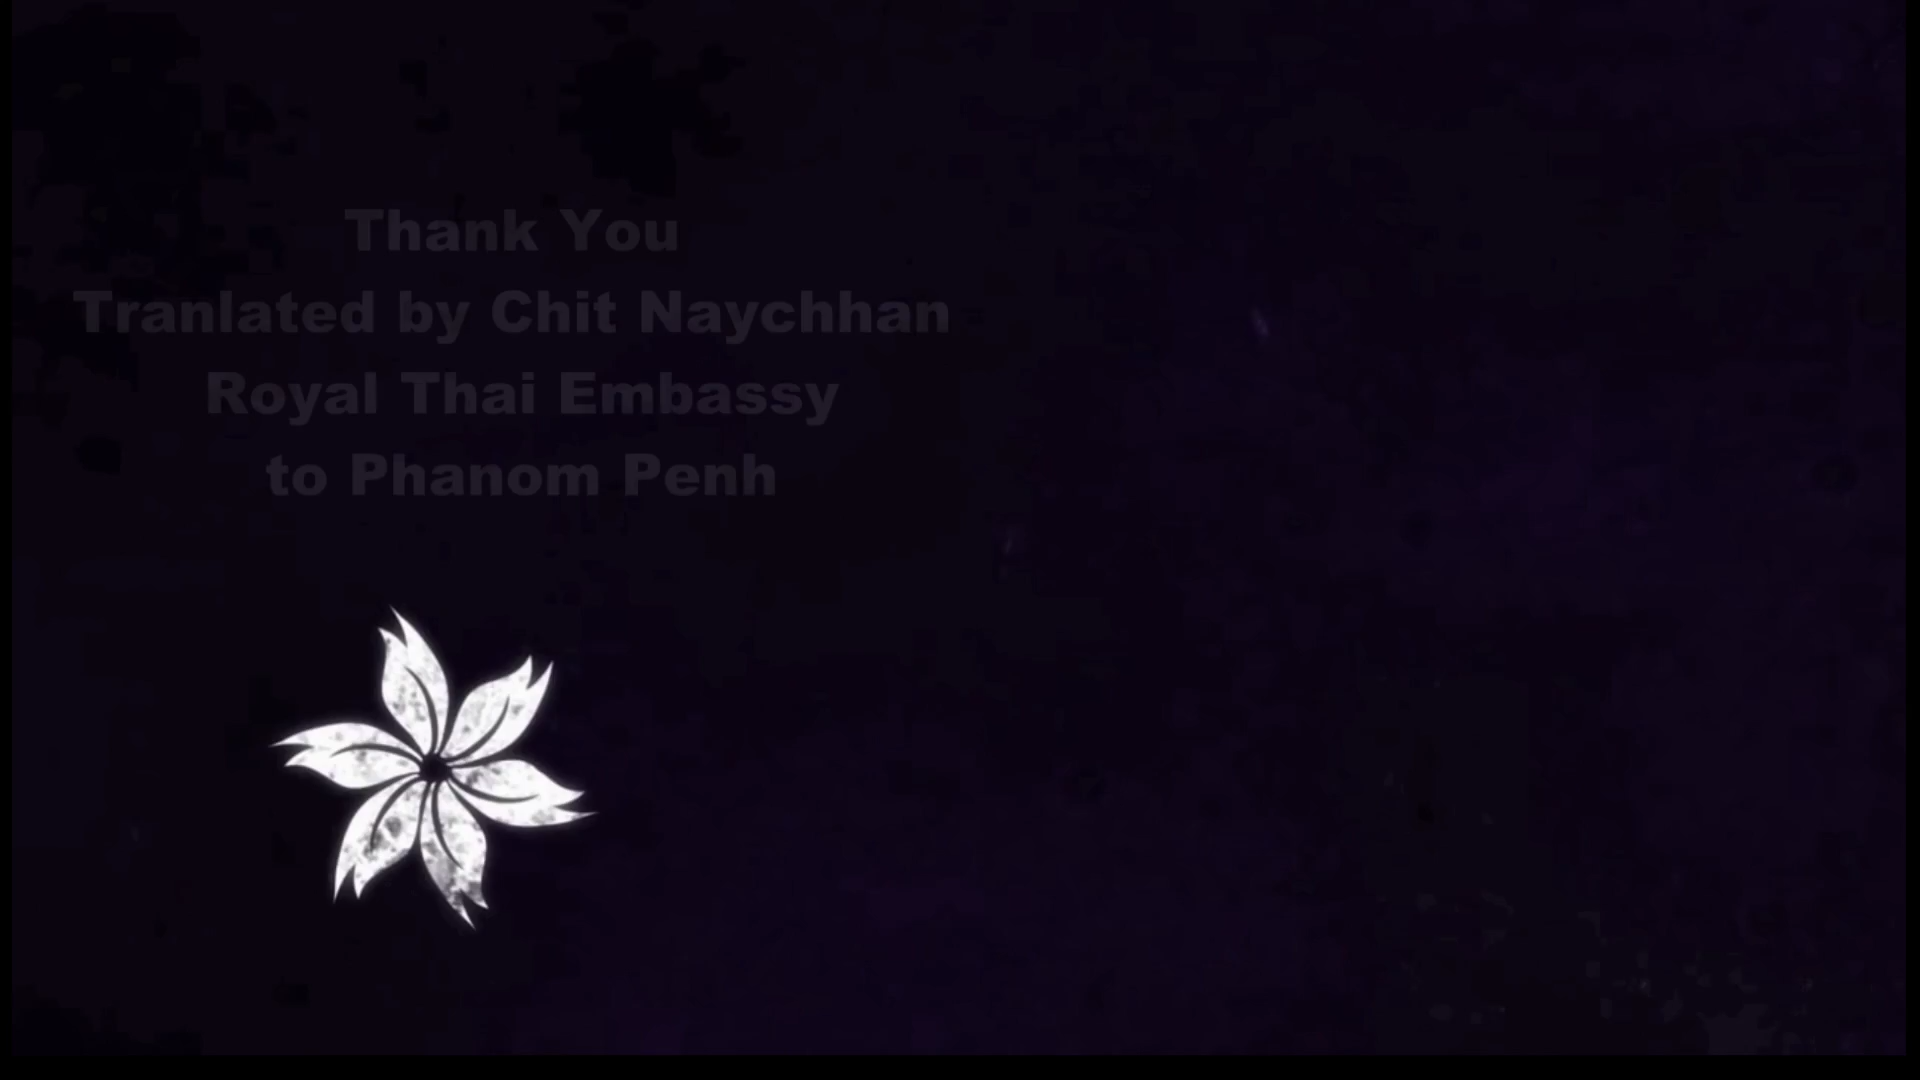 Thank You
Tranlated by Chit Naychhan
Royal Thai Embassy
to Phanom Penh